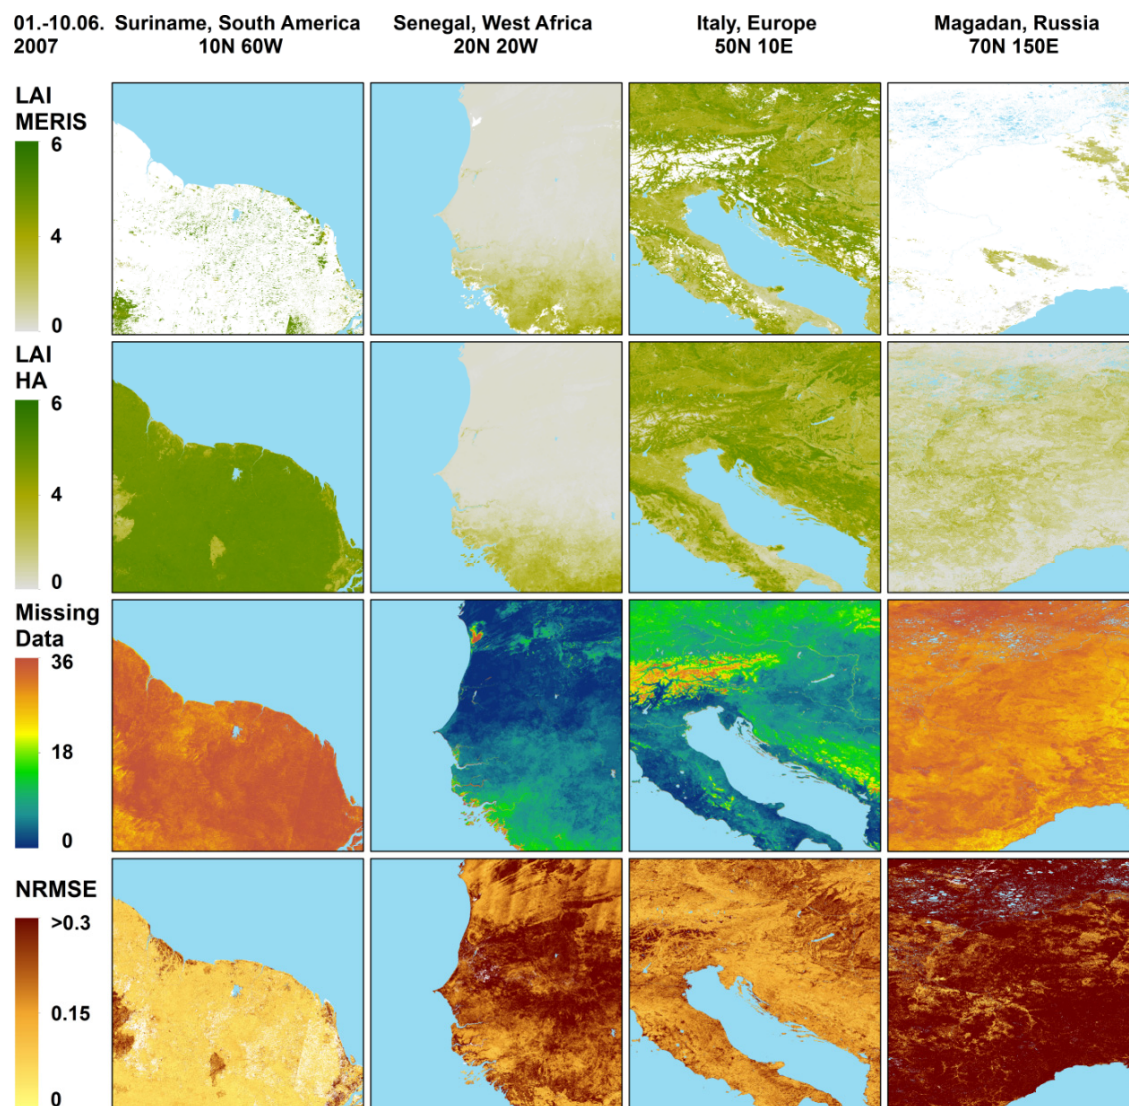 01.-10.06. Suriname, South America Senegal, West Africa Italy, Europe Magadan, Russia
2007 10N 60W 20N 20W 50N 10E 70N 150E
LAI
MERIS
6
4
0
LAI
HA
6
4
0
Missing
Data
36
18
0
NRMSE
>0.3
0.15
0